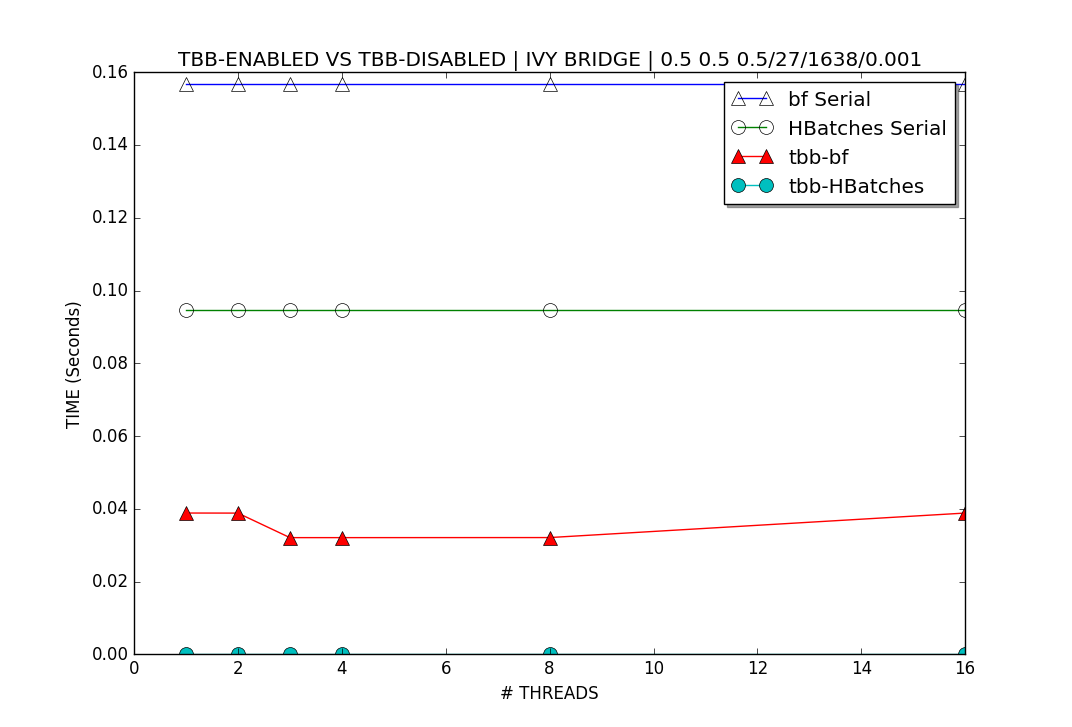 TBB-ENABLED VS TBB-DISABLED | IVY BRIDGE | 0.5 0.5 0.5/27/1638/0.001
0.16
0.14
0.12
0.10
0.08
0.06
0.04
0.02
0.00
TIME (Seconds)
bf Serial
HBatches Serial
tbb-bf
tbb-HBatches
0 2 4 6 8 10 12 14 16
# THREADS